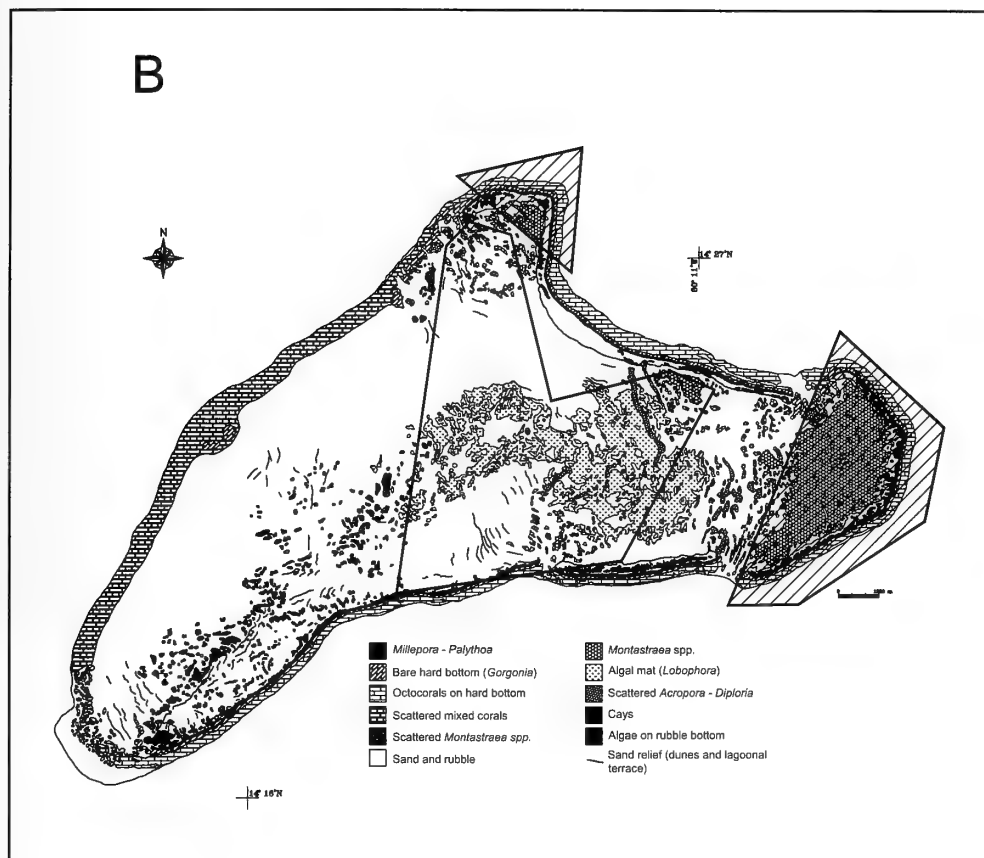 B
N
14° 27'N
80° 11'W
Millepora - Palythoa
Bare hard bottom (Gorgonia)
Octocorals on hard bottom
Scattered mixed corals
Scattered Montastraea spp.
Sand and rubble
Montastraea spp.
Algal mat (Lobophora)
Scattered Acropora - Diploria
Cays
Algae on rubble bottom
Sand relief (dunes and lagoonal
terrace)
14° 16'N